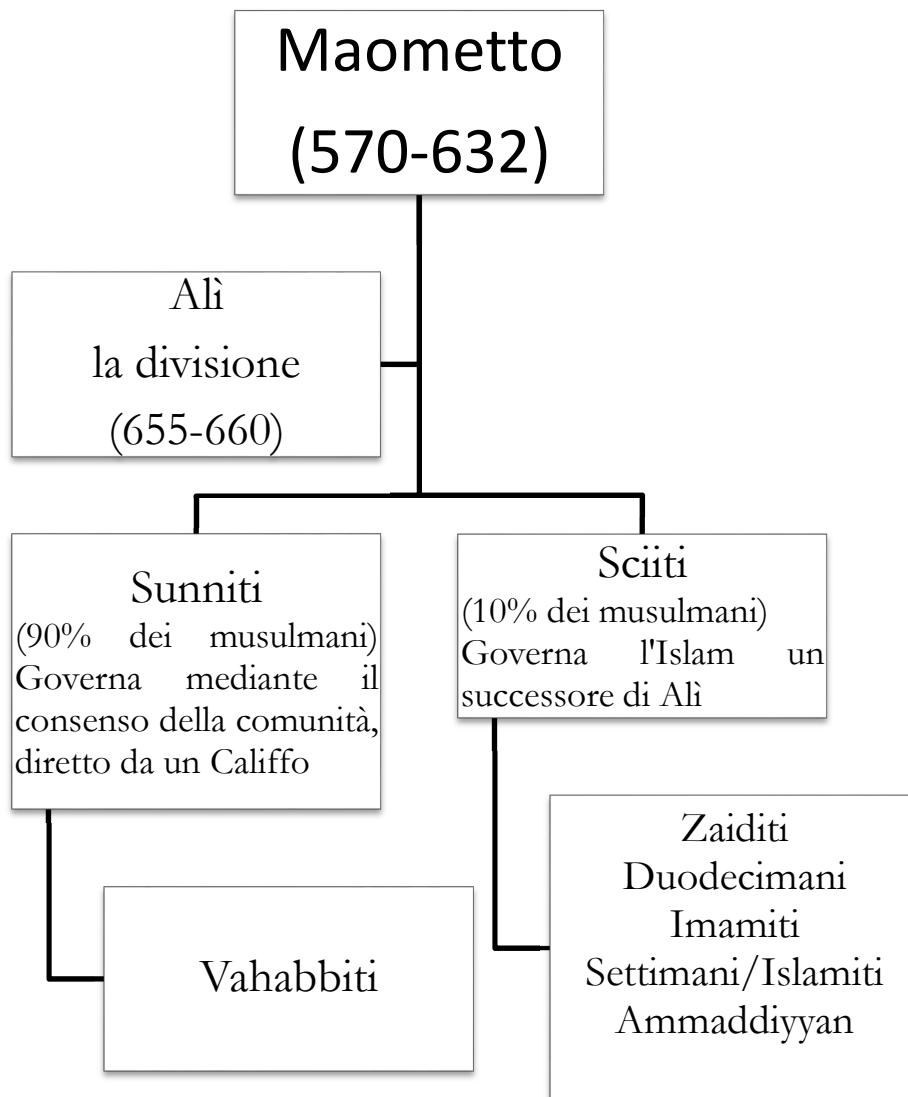 Maometto
(570-632)
Alì
la divisione
(655-660)
Sunniti
(90% dei musulmani)
Governa mediante il
consenso della comunità,
diretto da un Califfo
Sciiti
(10% dei musulmani)
Governa l'Islam un
successore di Alì
Vahabbiti
Zaiditi
Duodecimani
Imamiti
Settimani/Islamiti
Ammaddiyyan